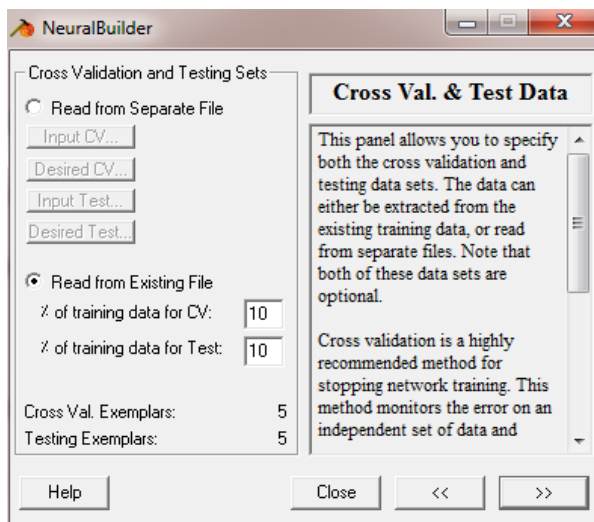 NeuralBuilder
Cross Validation and Testing Sets
Read from Separate File
Input CV...
Desired CV...
Input Test...
Desired Test...
Read from Existing File
% of training data for CV: 10
% of training data for Test: 10
Cross Val. Exemplars: 5
Testing Exemplars: 5
Cross Val. & Test Data
This panel allows you to specify
both the cross validation and
testing data sets. The data can
either be extracted from the
existing training data, or read
from separate files. Note that
both of these data sets are
optional.
Cross validation is a highly
recommended method for
stopping network training. This
method monitors the error on an
independent set of data and
Help Close << >>